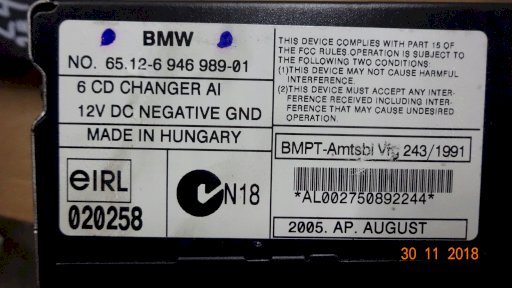 BMW
NO. 65.12-6 946 989-01
6 CD CHANGER AI
12V DC NEGATIVE GND
MADE IN HUNGARY
THIS DEVICE COMPLIES WITH PART 15 OF
THE FCC RULES.OPERATION IS SUBJECT TO
THE FOLLOWING TWO CONDITIONS:
(1)THIS DEVICE MAY NOT CAUSE HARMFUL
INTERFERENCE.
(2)THIS DEVICE MUST ACCEPT ANY INTER-
FERENCE RECEIVED INCLUDING INTER-
FERENCE THAT MAY CAUSE UNDESIRED
OPERATION.
eIRL
020258
N18
BMPT-Amtsbl 243/1991
*AL002750892244*
2005. AP. AUGUST
30 11 2018